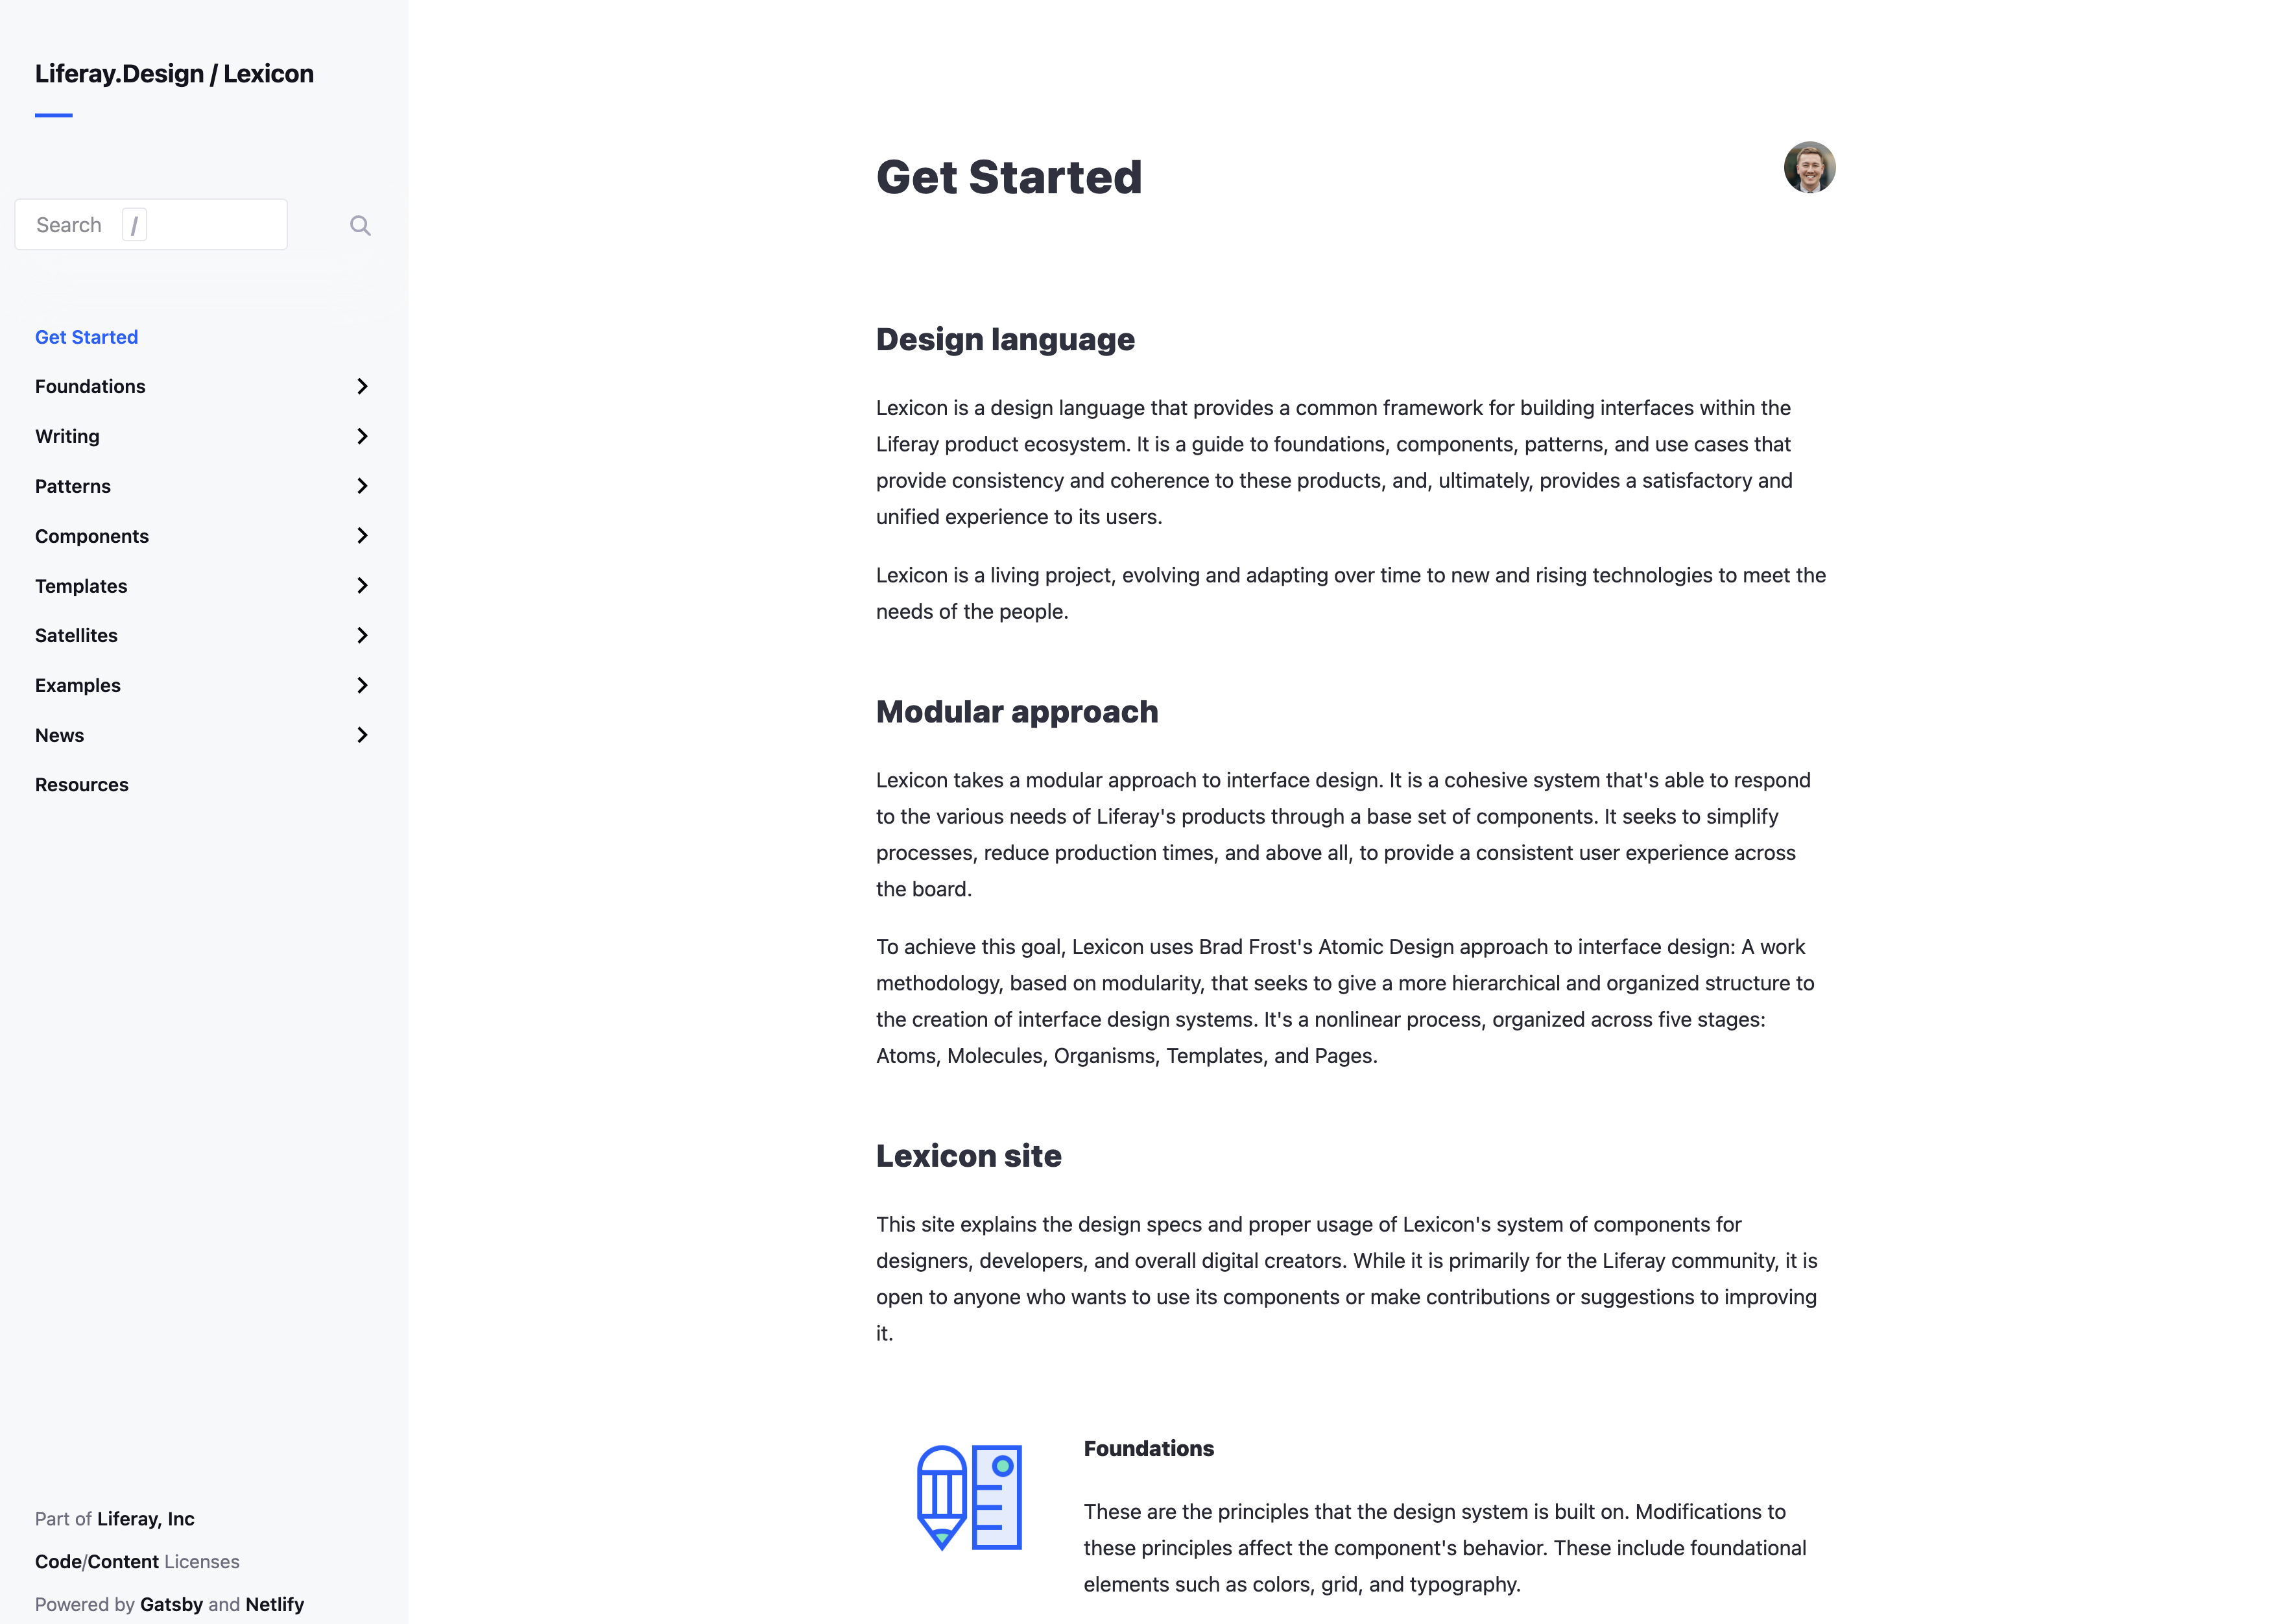 Liferay.Design / Lexicon
Search /
Get Started
Foundations
Writing
Patterns
Components
Templates
Satellites
Examples
News
Resources
Part of Liferay, Inc
Code/Content Licenses
Powered by Gatsby and Netlify
Get Started
Design language
Lexicon is a design language that provides a common framework for building interfaces within the
Liferay product ecosystem. It is a guide to foundations, components, patterns, and use cases that
provide consistency and coherence to these products, and, ultimately, provides a satisfactory and
unified experience to its users.
Lexicon is a living project, evolving and adapting over time to new and rising technologies to meet the
needs of the people.
Modular approach
Lexicon takes a modular approach to interface design. It is a cohesive system that's able to respond
to the various needs of Liferay's products through a base set of components. It seeks to simplify
processes, reduce production times, and above all, to provide a consistent user experience across
the board.
To achieve this goal, Lexicon uses Brad Frost's Atomic Design approach to interface design: A work
methodology, based on modularity, that seeks to give a more hierarchical and organized structure to
the creation of interface design systems. It's a nonlinear process, organized across five stages:
Atoms, Molecules, Organisms, Templates, and Pages.
Lexicon site
This site explains the design specs and proper usage of Lexicon's system of components for
designers, developers, and overall digital creators. While it is primarily for the Liferay community, it is
open to anyone who wants to use its components or make contributions or suggestions to improving
it.
Foundations
These are the principles that the design system is built on. Modifications to
these principles affect the component's behavior. These include foundational
elements such as colors, grid, and typography.